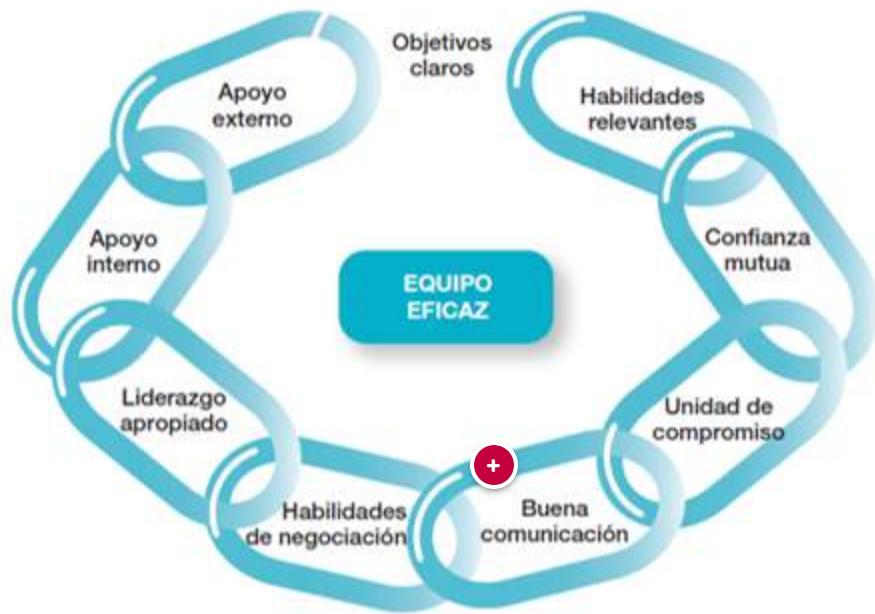 Objetivos
claros
Habilidades
relevantes
Confianza
mutua
Unidad de
compromiso
Buena
comunicación
Habilidades
de negociación
Liderazgo
apropiado
Apoyo
interno
Apoyo
externo
EQUIPO
EFICAZ
+